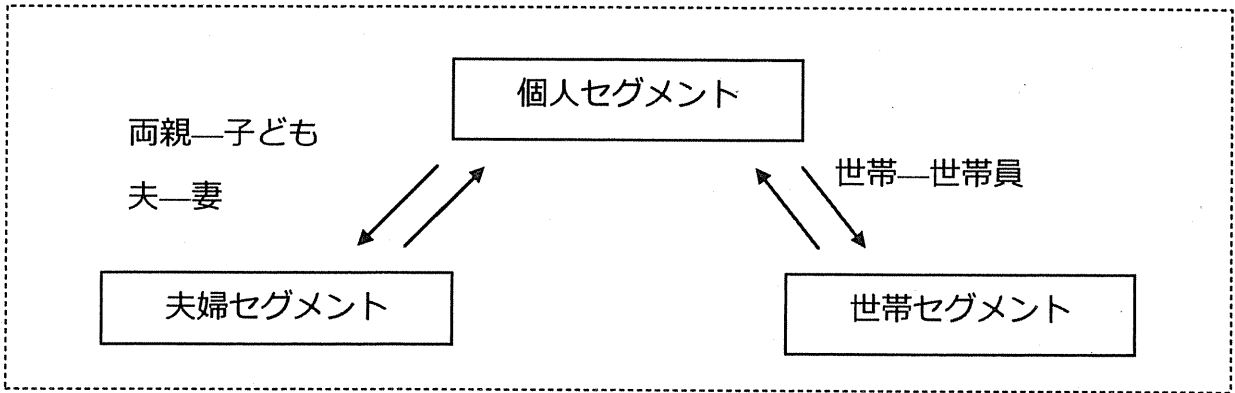 個人セグメント
両親―子ども
夫―妻
世帯―世帯員
夫婦セグメント
世帯セグメント